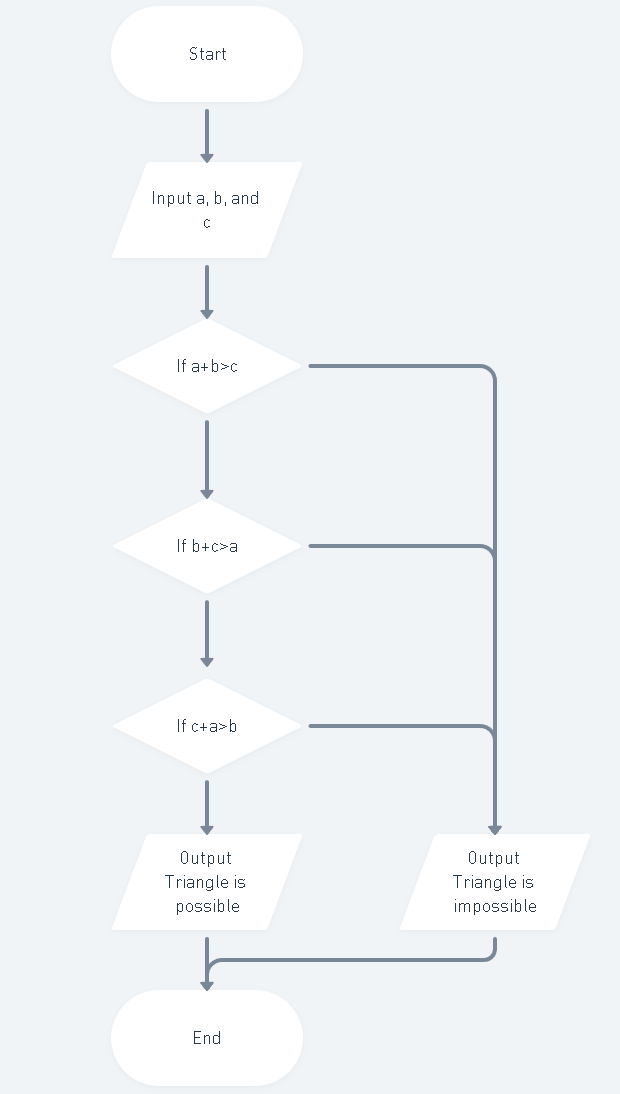 Start
Input a, b, and
c
If a+b>c
If b+c>a
If c+a>b
Output
Triangle is
possible
Output
Triangle is
impossible
End